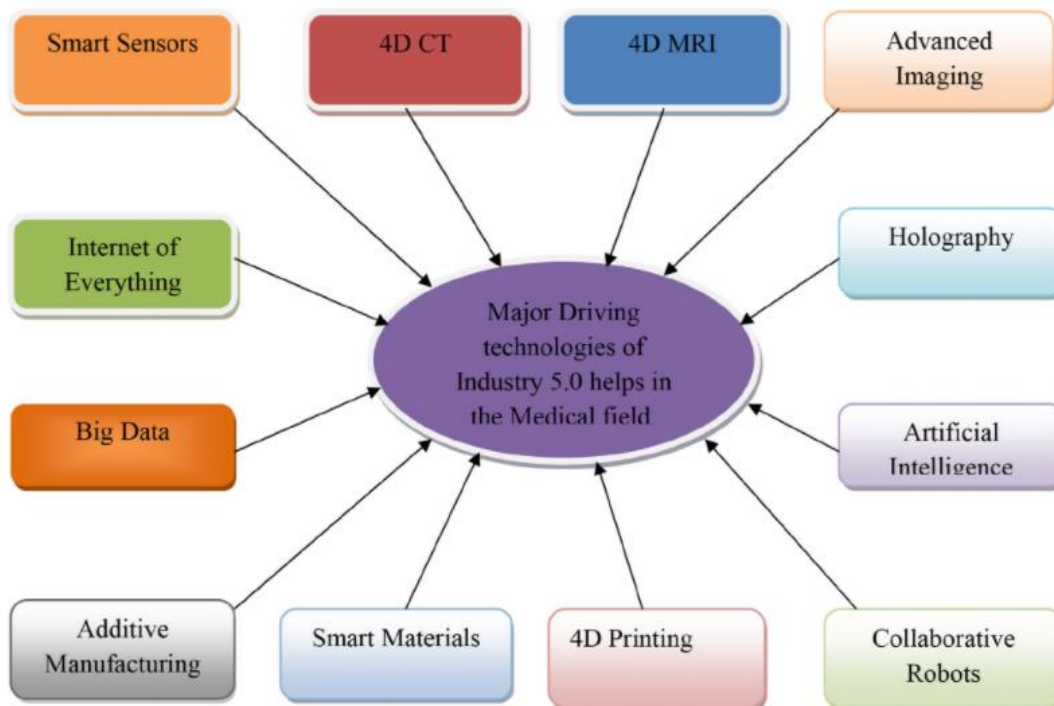 Smart Sensors
4D CT
4D MRI
Advanced
Imaging
Internet of
Everything
Holography
Major Driving
technologies of
Industry 5.0 helps in
the Medical field
Big Data
Artificial
Intelligence
Additive
Manufacturing
Smart Materials
4D Printing
Collaborative
Robots